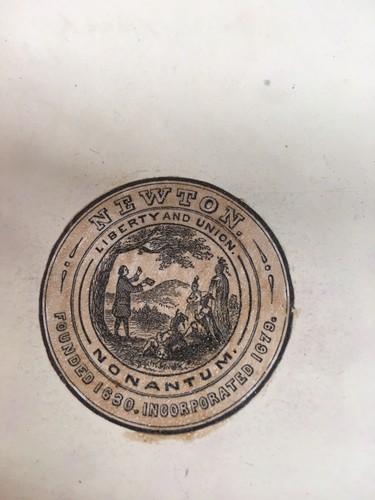 NEWTON.
LIBERTY AND UNION.
NONANTUM.
FOUNDED 1630. INCORPORATED 1679.